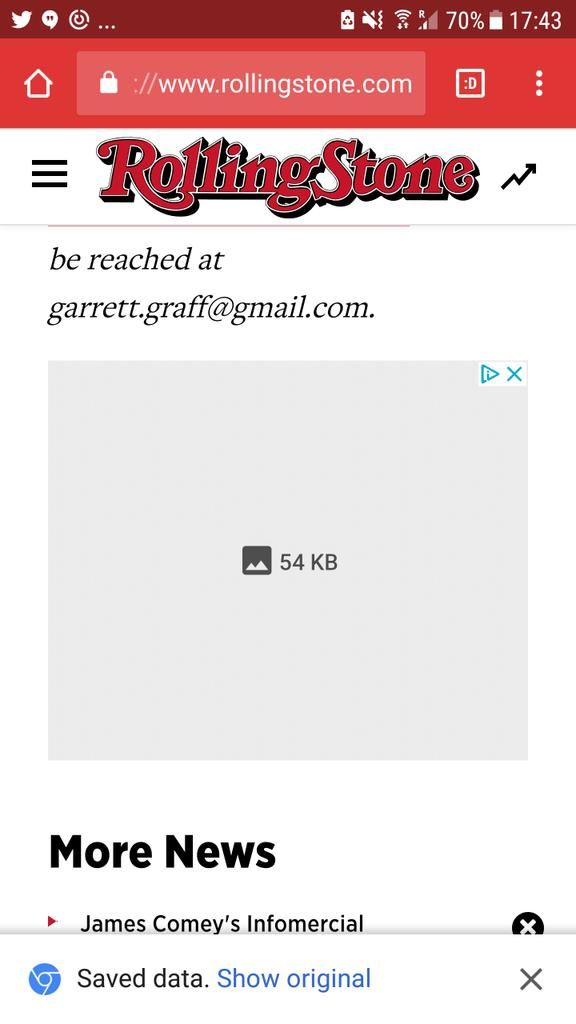 ... R 70% 17:43
://www.rollingstone.com :D
RollingStone
be reached at
garrett.graff@gmail.com.
54 KB
More News
James Comey's Infomercial
Saved data. Show original